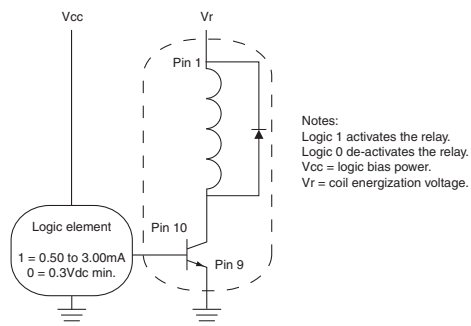 Vcc
Vr
Pin 1
Notes:
Logic 1 activates the relay.
Logic 0 de-activates the relay.
Vcc = logic bias power.
Vr = coil energization voltage.
Logic element
1 = 0.50 to 3.00mA
0 = 0.3Vdc min.
Pin 10
Pin 9